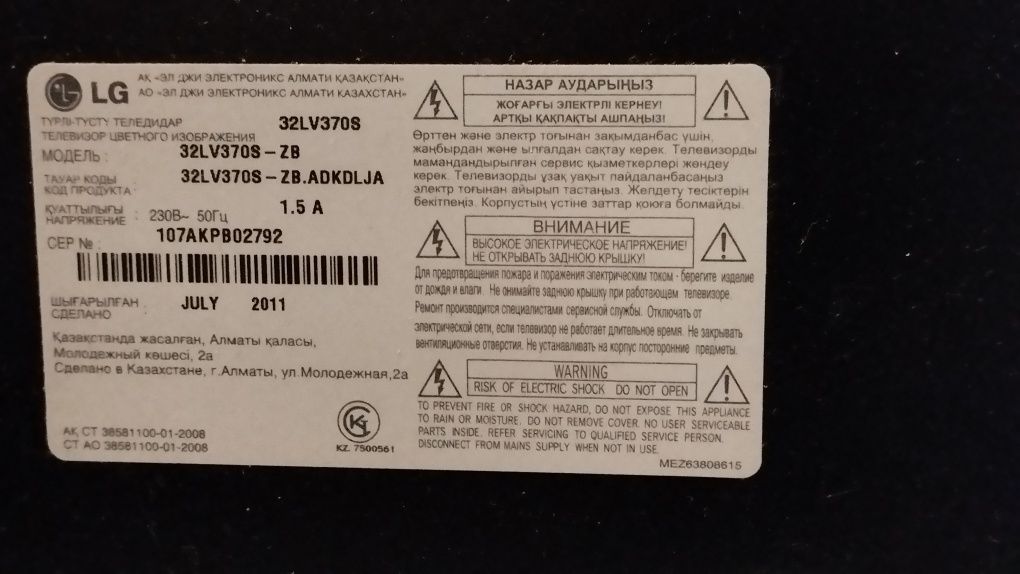 LG
АҚ «ЭЛ ДЖИ ЭЛЕКТРОНИКС АЛМАТИ ҚАЗАҚСТАН»
АО «ЭЛ ДЖИ ЭЛЕКТРОНИКС АЛМАТЫ КАЗАХСТАН»
ТҮРЛІ-ТҮСТІ ТЕЛЕДИДАР 32LV370S
ТЕЛЕВИЗОР ЦВЕТНОГО ИЗОБРАЖЕНИЯ
МОДЕЛЬ : 32LV370S-ZB
ТАУАР КОДЫ
КОД ПРОДУКТА : 32LV370S-ZB.ADKDLJA
ҚУАТТЫЛЫҒЫ
НАПРЯЖЕНИЕ : 230В~ 50Гц 1.5 A
СЕР № : 107AKPB02792
ШЫҒАРЫЛҒАН :
СДЕЛАНО JULY 2011
Қазақстанда жасалған, Алматы қаласы,
Молодежный көшесі, 2а
Сделано в Казахстане, г.Алматы, ул.Молодежная,2а
АҚ СТ 38581100-01-2008
СТ АО 38581100-01-2008
KZ. 7500561
НАЗАР АУДАРЫҢЫЗ
ЖОҒАРҒЫ ЭЛЕКТРЛІ КЕРНЕУ!
АРТҚЫ ҚАҚПАҚТЫ АШПАҢЫЗ!
Өрттен және электр тоғынан зақымданбас үшін,
жаңбырдан және ылғалдан сақтау керек. Телевизорды
мамандандырылған сервис қызметкерлері жөндеу
керек. Телевизорды ұзақ уақыт пайдаланбасаңыз
электр тоғынан айырып тастаңыз. Желдету тесіктерін
бекітпеңіз. Корпустың үстіне заттар қоюға болмайды.
ВНИМАНИЕ
ВЫСОКОЕ ЭЛЕКТРИЧЕСКОЕ НАПРЯЖЕНИЕ!
НЕ ОТКРЫВАТЬ ЗАДНЮЮ КРЫШКУ!
Для предотвращения пожара и поражения электрическим током - берегите изделие
от дождя и влаги. Не онимайте заднюю крышку при работающем телевизоре.
Ремонт производится специалистами сервисной службы. Отключать от
электрической сети, если телевизор не работает длительное время. Не закрывать
вентиляционные отверстия. Не устанавливать на корпус посторонние предметы.
WARNING
RISK OF ELECTRIC SHOCK DO NOT OPEN
TO PREVENT FIRE OR SHOCK HAZARD, DO NOT EXPOSE THIS APPLIANCE
TO RAIN OR MOISTURE. DO NOT REMOVE COVER. NO USER SERVICEABLE
PARTS INSIDE. REFER SERVICING TO QUALIFIED SERVICE PERSON.
DISCONNECT FROM MAINS SUPPLY WHEN NOT IN USE.
MEZ63808615